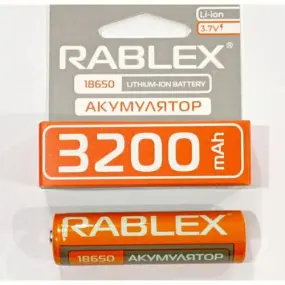 Li-ion
3.7V
RABLEX®
18650 LITHIUM-ION BATTERY
АКУМУЛЯТОР
3200 mAh
RABLEX
18650 АКУМУЛЯТОР